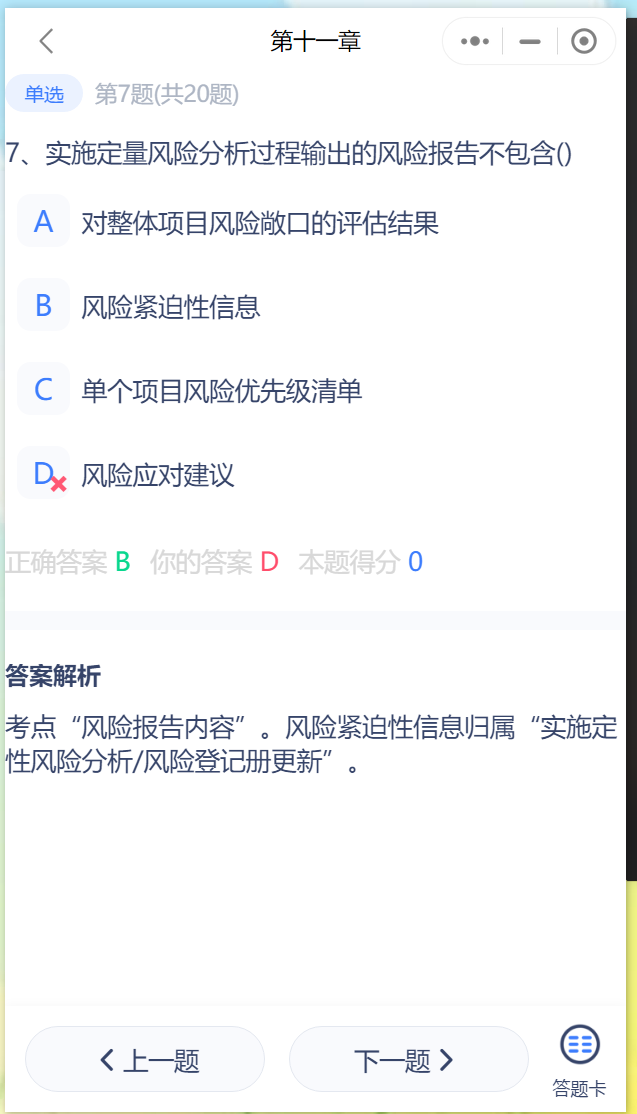 第十一章
单选 第7题(共20题)
7、实施定量风险分析过程输出的风险报告不包含()
A 对整体项目风险敞口的评估结果
B 风险紧迫性信息
C 单个项目风险优先级清单
D 风险应对建议
正确答案 B 你的答案 D 本题得分 0
答案解析
考点“风险报告内容”。风险紧迫性信息归属“实施定
性风险分析/风险登记册更新”。
上一题 下一题
答题卡